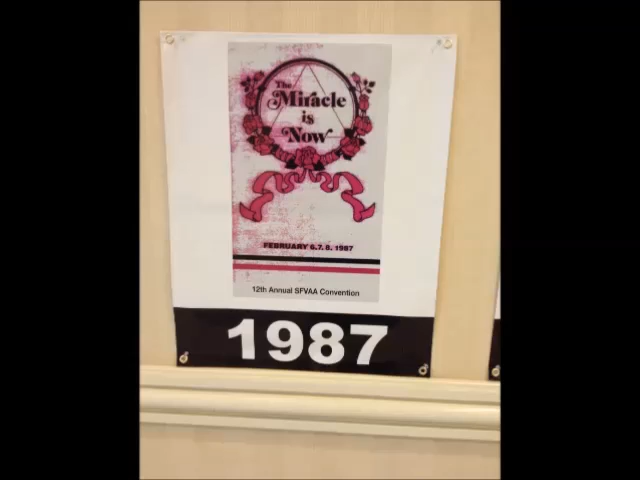 The
Miracle
is
Now
FEBRUARY 6.7.8. 1987
12th Annual SFVAA Convention
1987